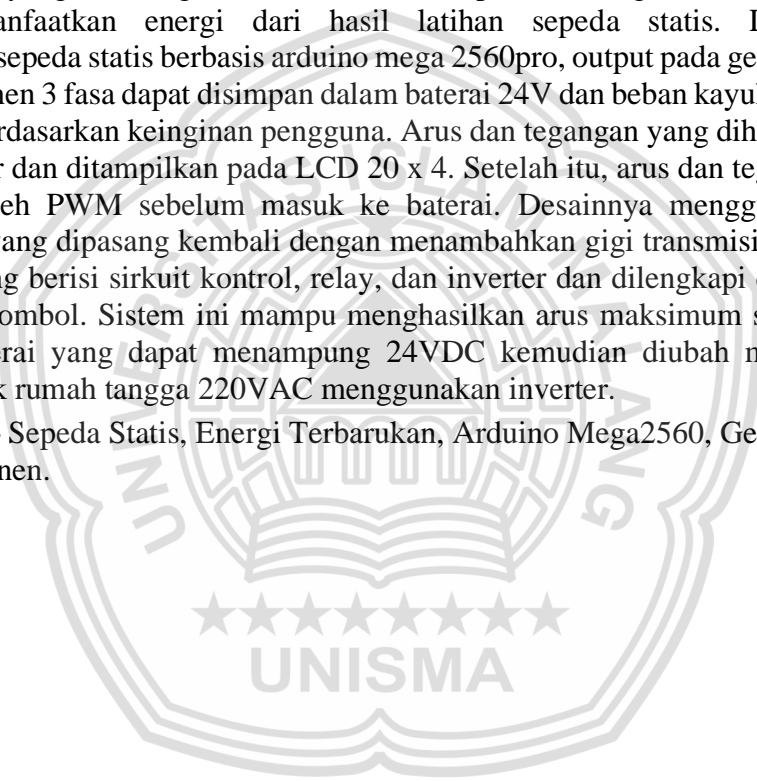 anfaatkan energi dari hasil latihan sepeda statis.
sepeda statis berbasis arduino mega 2560pro, output pada ge
nen 3 fasa dapat disimpan dalam baterai 24V dan beban kayu
rdasarkan keinginan pengguna. Arus dan tegangan yang dih
r dan ditampilkan pada LCD 20 x 4. Setelah itu, arus dan te
eh PWM sebelum masuk ke baterai. Desainnya mengg
yang dipasang kembali dengan menambahkan gigi transmisi
g berisi sirkuit kontrol, relay, dan inverter dan dilengkapi
ombol. Sistem ini mampu menghasilkan arus maksimum s
erai yang dapat menampung 24VDC kemudian diubah m
k rumah tangga 220VAC menggunakan inverter.
Sepeda Statis, Energi Terbarukan, Arduino Mega2560, Ge
nen.
UNIVERSITAS ISLAM MALANG
UNISMA